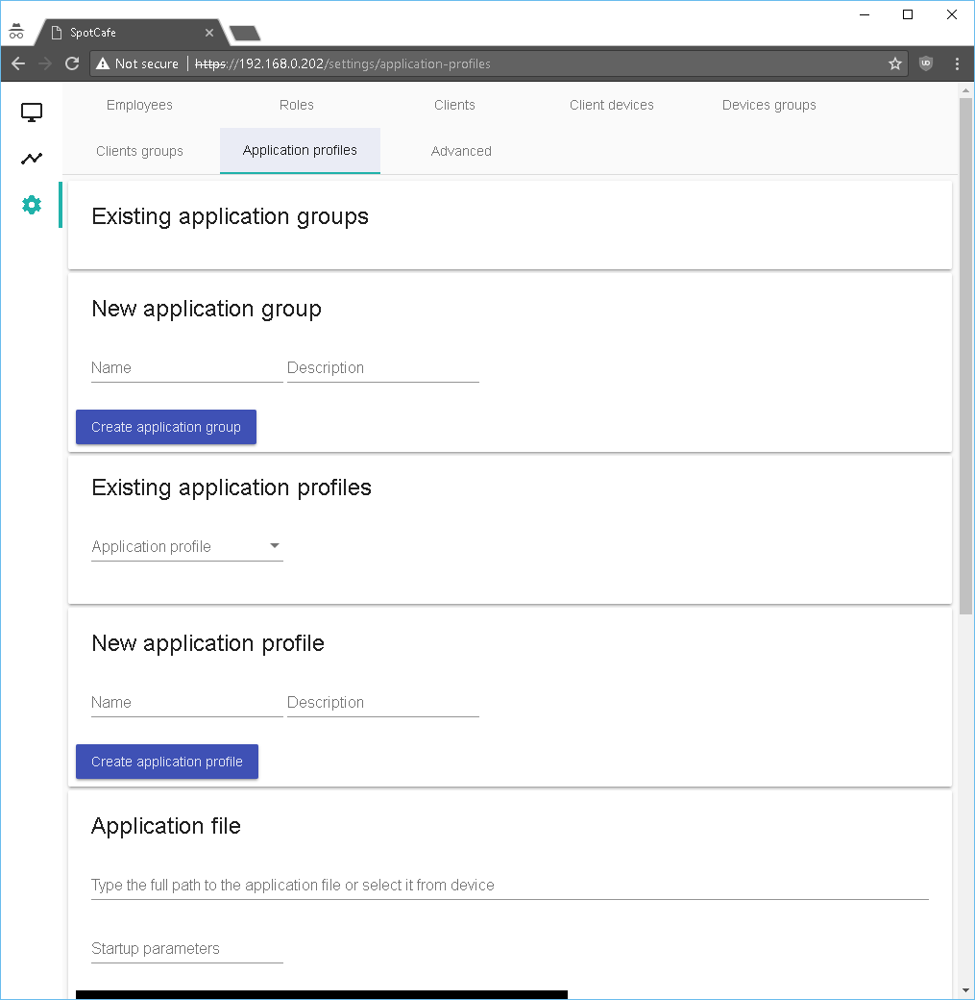 SpotCafe
Not secure | https://192.168.0.202/settings/application-profiles
Employees Roles Clients Client devices Devices groups
Clients groups Application profiles Advanced
Existing application groups
New application group
Name Description
Create application group
Existing application profiles
Application profile
New application profile
Name Description
Create application profile
Application file
Type the full path to the application file or select it from device
Startup parameters